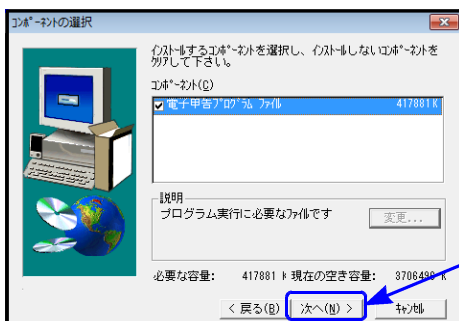 ｺﾝﾎﾟｰﾈﾝﾄの選択
ｲﾝｽﾄｰﾙするｺﾝﾎﾟｰﾈﾝﾄを選択し、ｲﾝｽﾄｰﾙしないｺﾝﾎﾟｰﾈﾝﾄを
ｸﾘｱして下さい。
ｺﾝﾎﾟｰﾈﾝﾄ(C)
電子申告ﾌﾟﾛｸﾞﾗﾑ ﾌｧｲﾙ 417881 K
説明
プログラム実行に必要なﾌｧｲﾙです
変更...
必要な容量: 417881 K 現在の空き容量: 3706496 K
< 戻る(B) 次へ(N) > ｷｬﾝｾﾙ